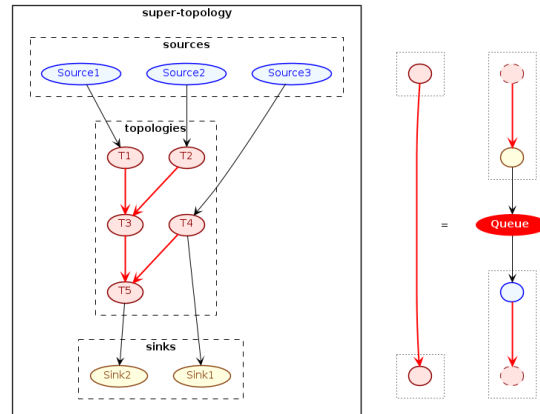 super-topology
sources
Source1 Source2 Source3
topologies
T1 T2
T3 T4
T5
sinks
Sink2 Sink1
=
Queue